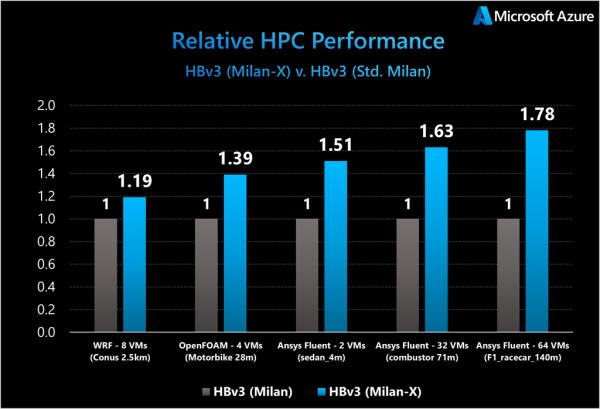 Microsoft Azure
Relative HPC Performance
HBv3 (Milan-X) v. HBv3 (Std. Milan)
2.0
1.8
1.6
1.4
1.2
1.0
0.8
0.6
0.4
0.2
0.0
1 1.19
1 1.39
1 1.51
1 1.63
1 1.78
WRF - 8 VMs
(Conus 2.5km)
OpenFOAM - 4 VMs
(Motorbike 28m)
Ansys Fluent - 2 VMs
(sedan_4m)
Ansys Fluent - 32 VMs
(combustor 71m)
Ansys Fluent - 64 VMs
(F1_racecar_140m)
HBv3 (Milan) HBv3 (Milan-X)